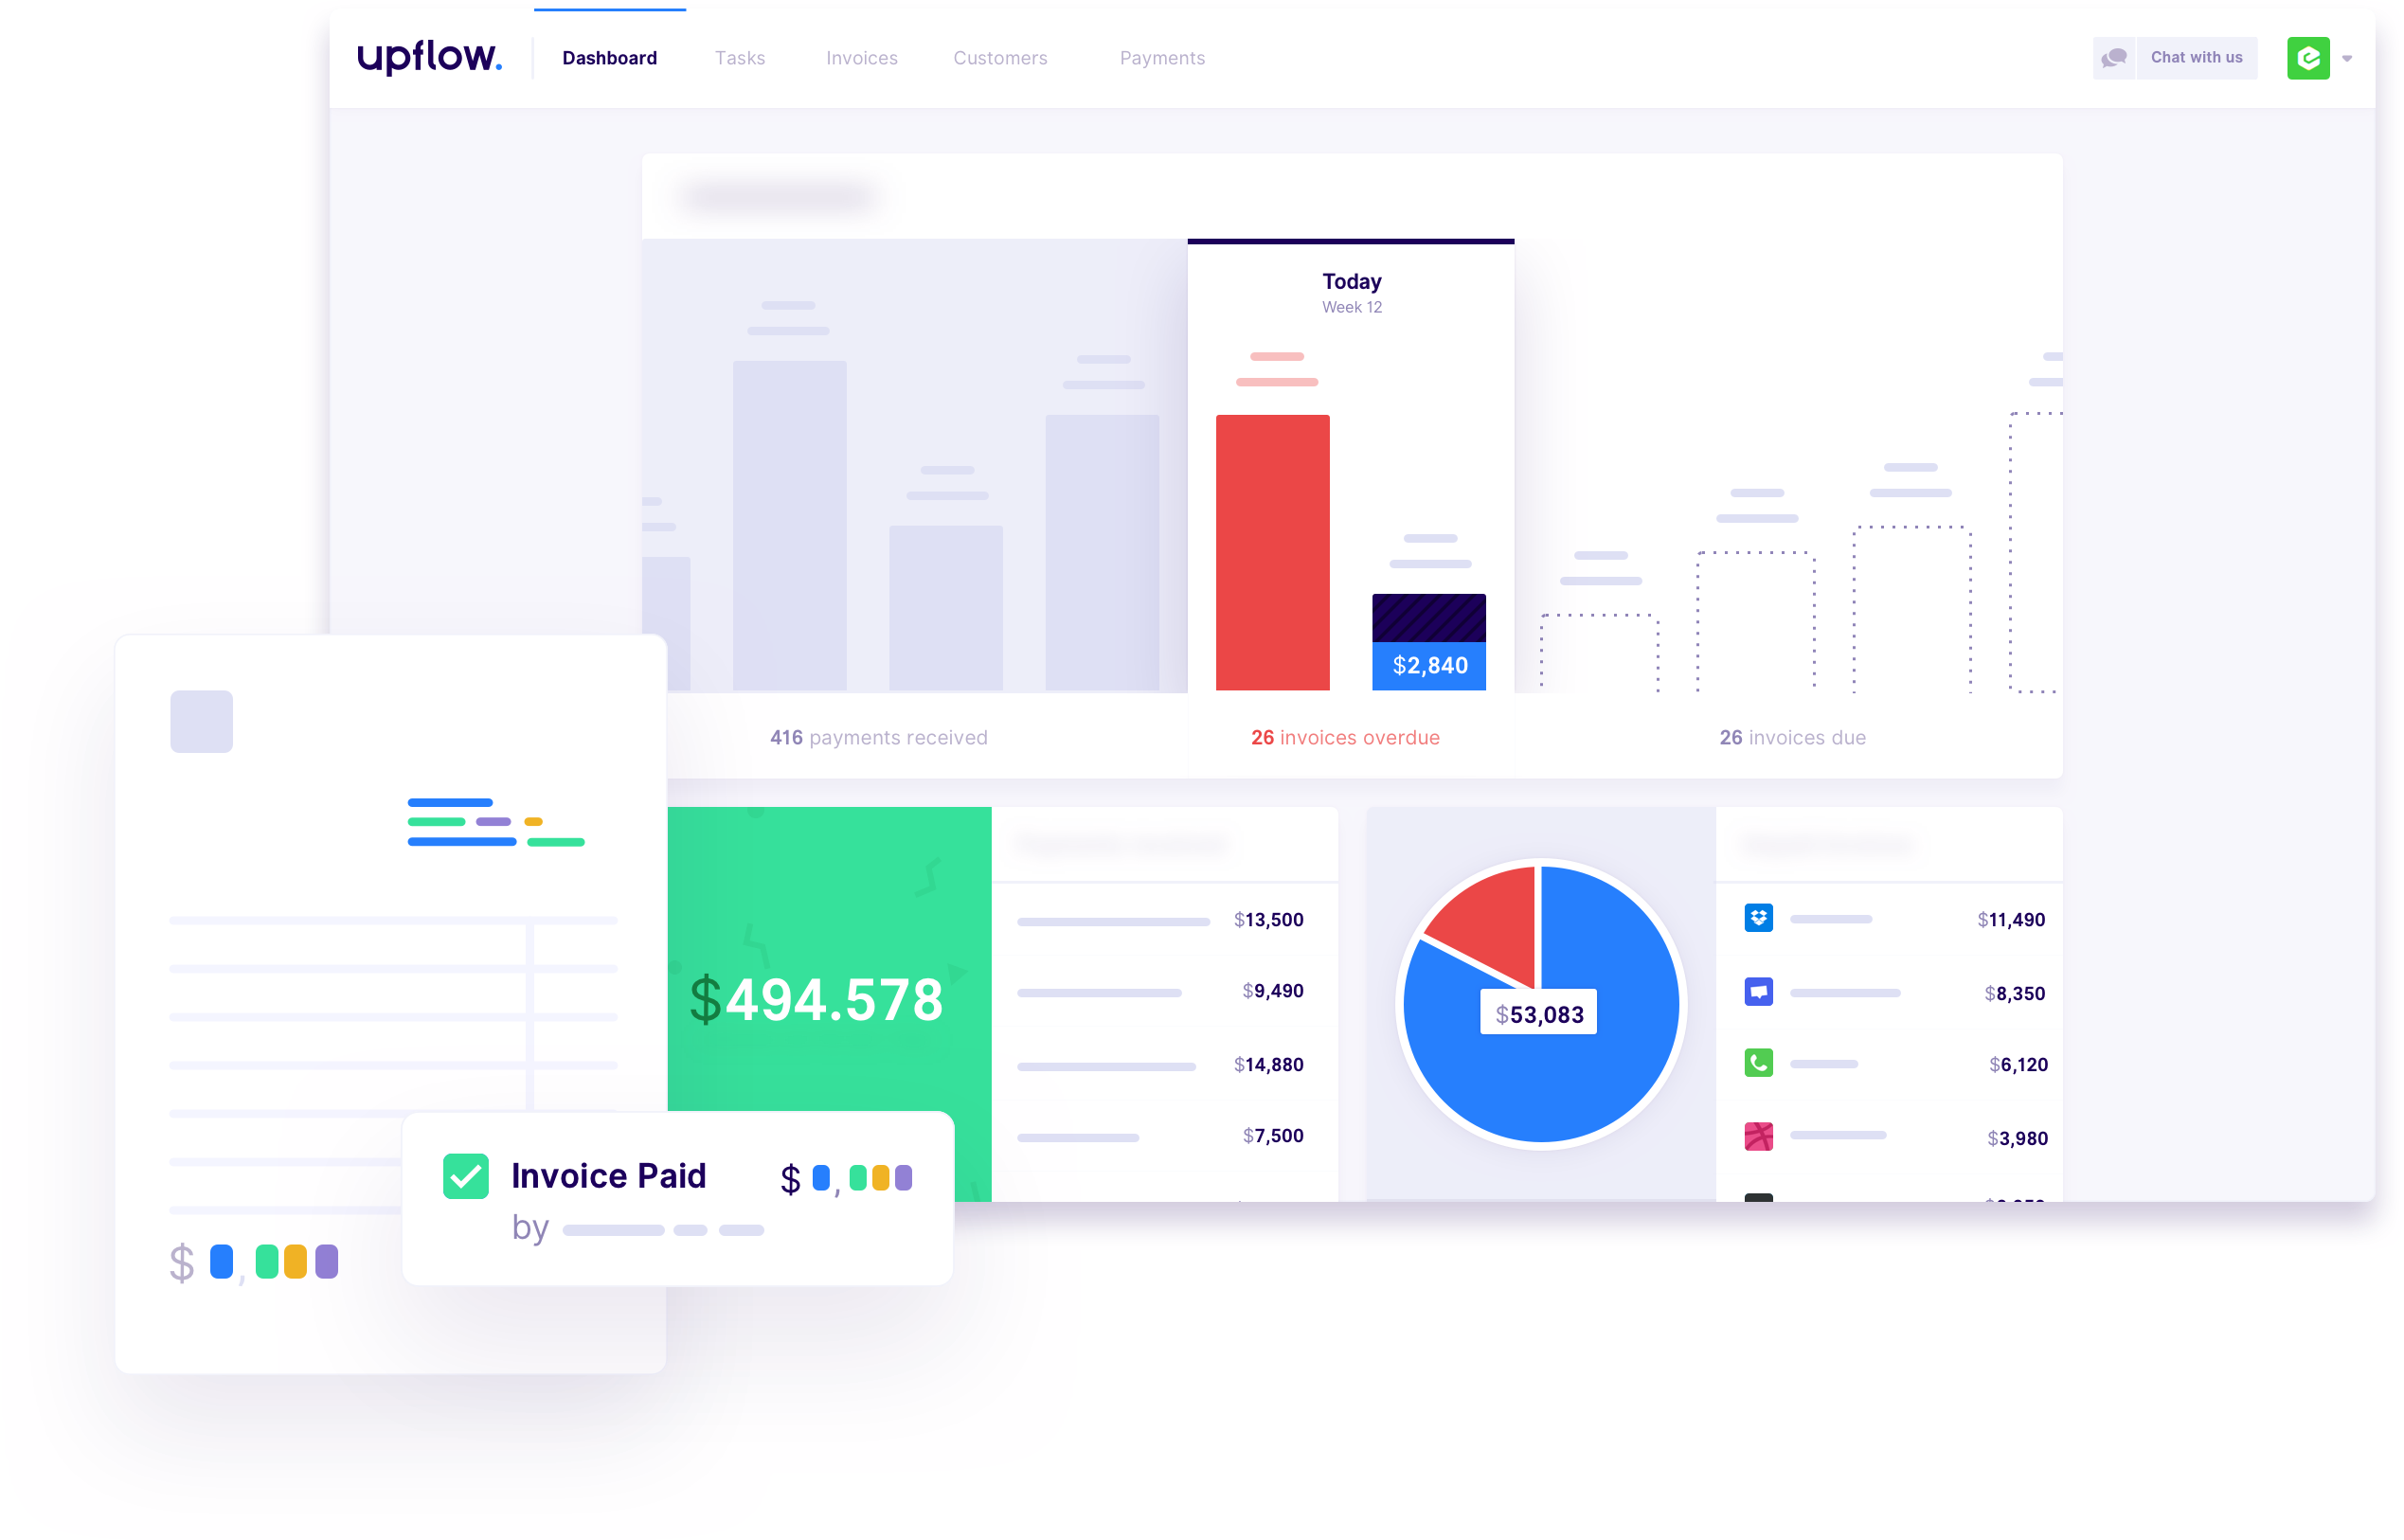 upflow.
Dashboard
Tasks
Invoices
Customers
Payments
Chat with us
Today
Week 12
$2,840
416 payments received
26 invoices overdue
26 invoices due
$494.578
$13,500
$9,490
$14,880
$7,500
$53,083
$11,490
$8,350
$6,120
$3,980
Invoice Paid
$ ,
by
$ ,